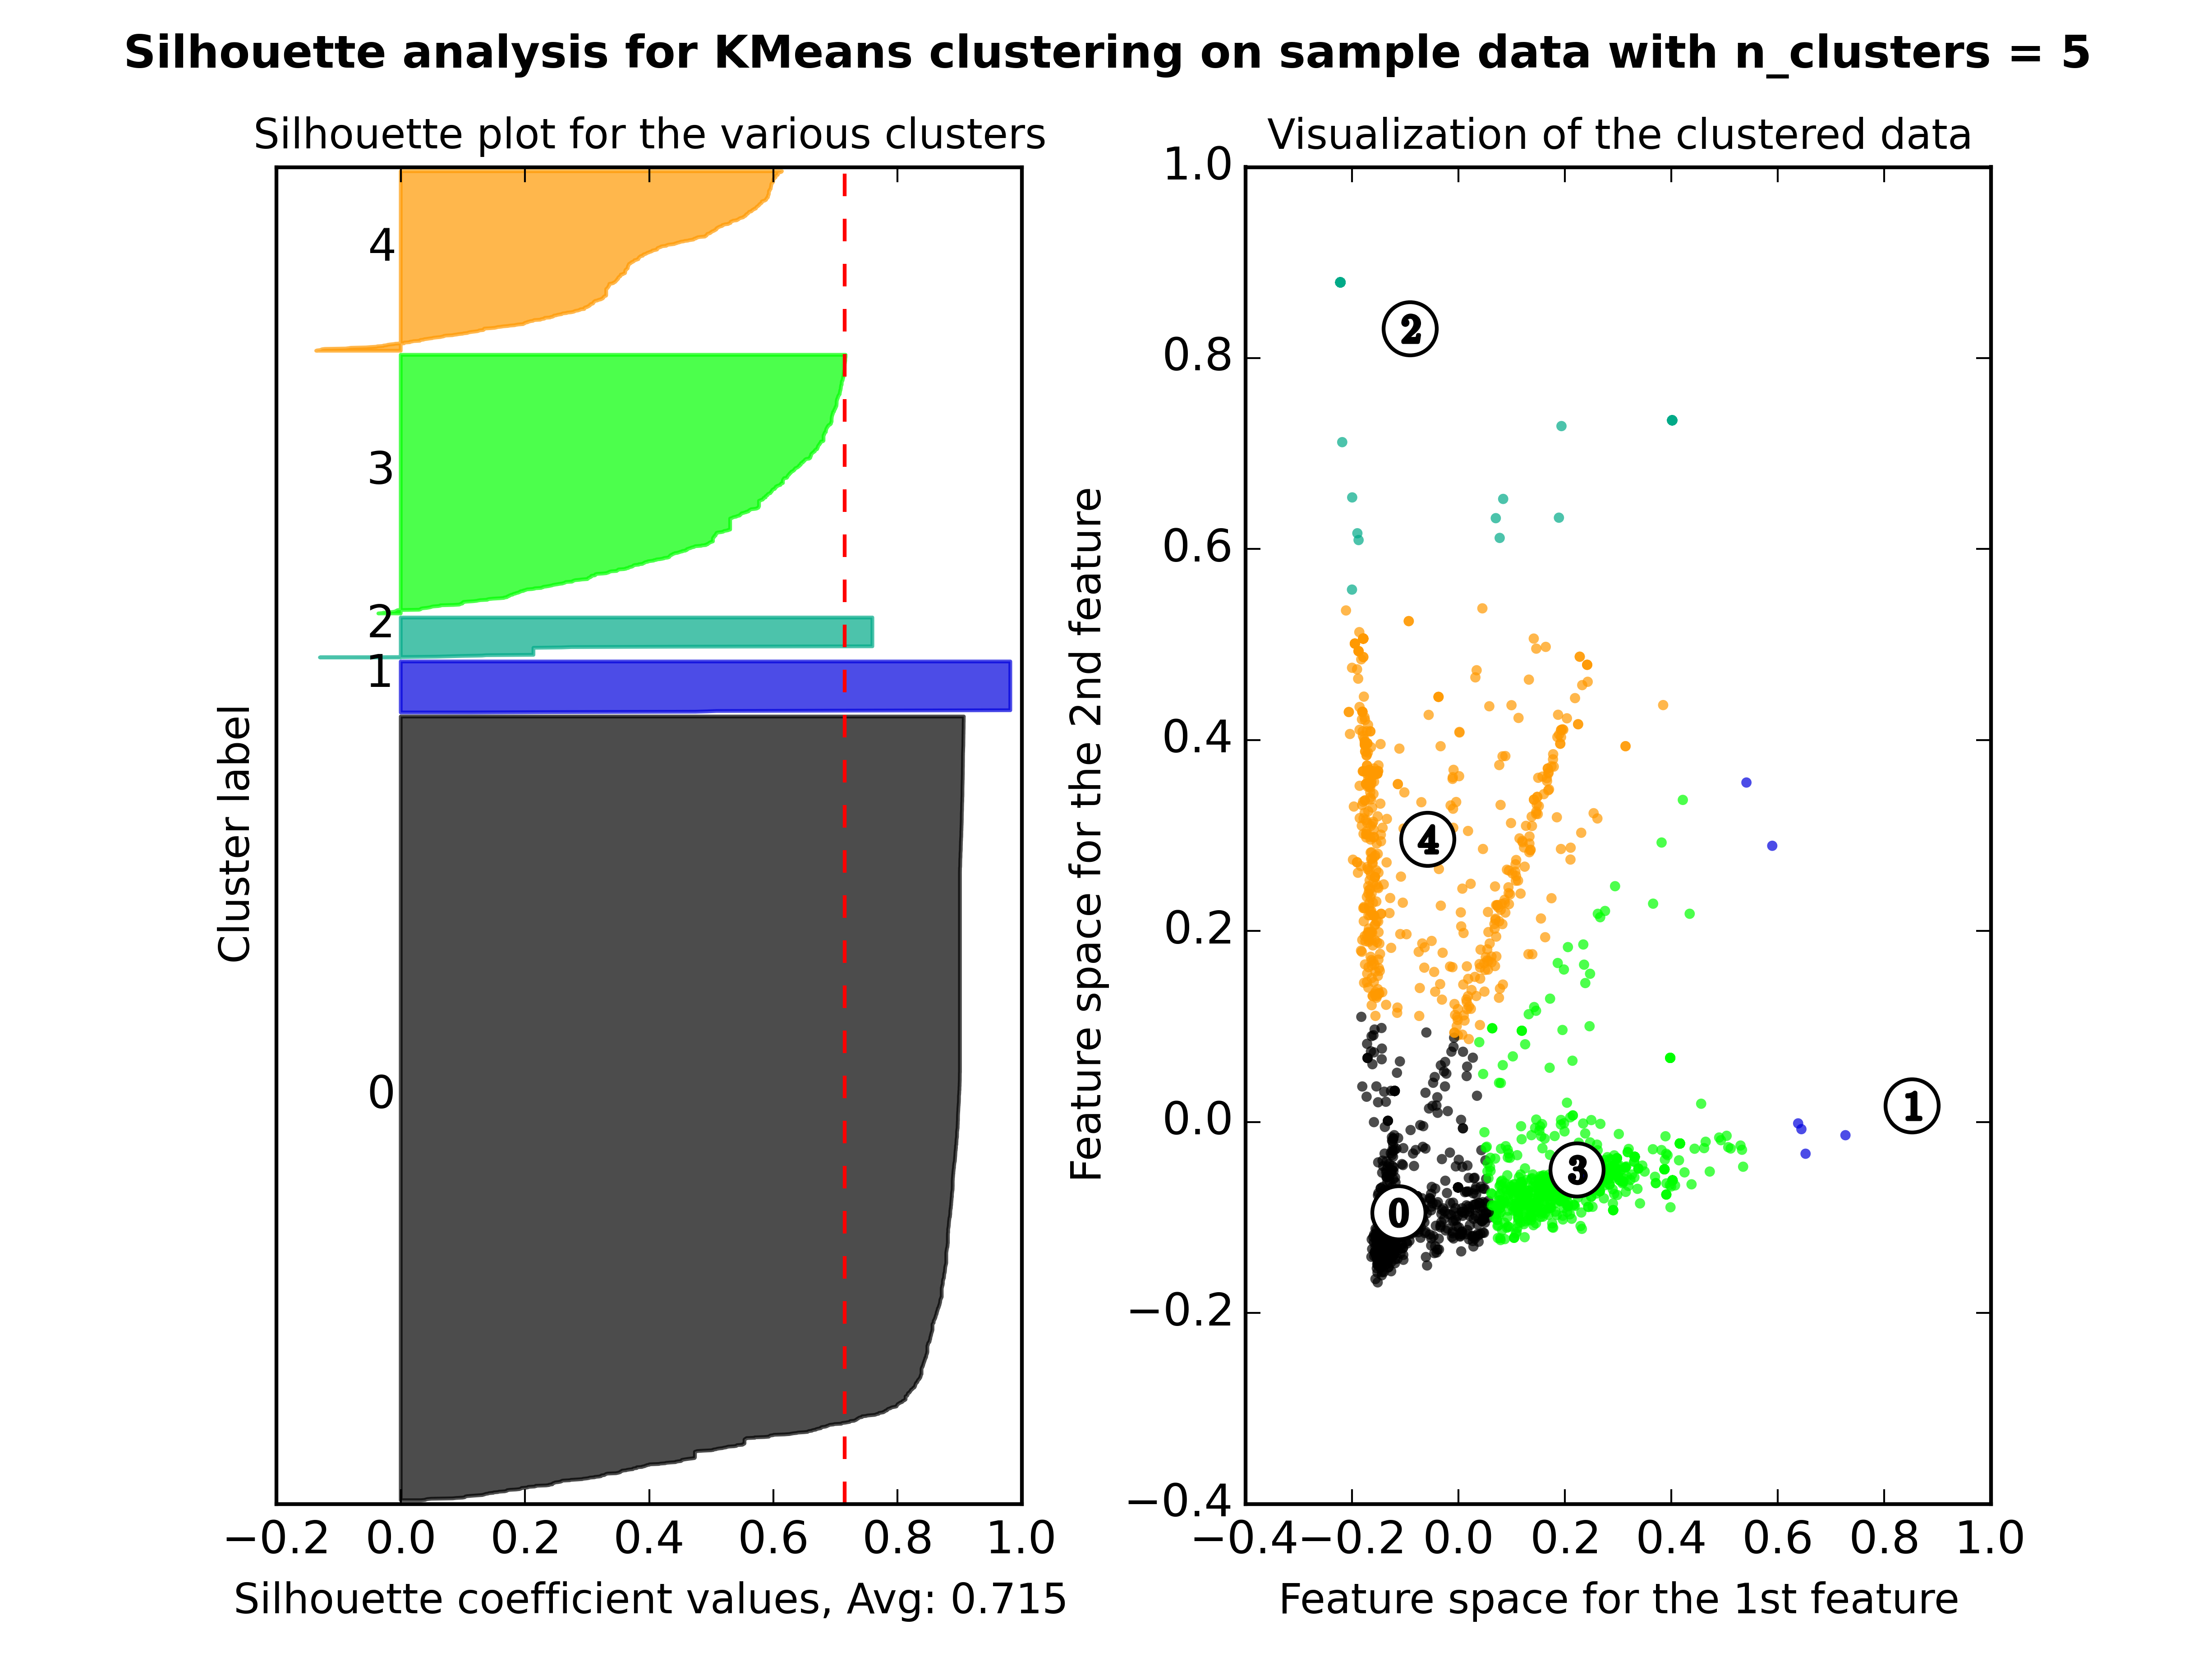 Silhouette analysis for KMeans clustering on sample data with n_clusters = 5
Silhouette plot for the various clusters
4
3
2
1
0
Cluster label
−0.2 0.0 0.2 0.4 0.6 0.8 1.0
Silhouette coefficient values, Avg: 0.715
Visualization of the clustered data
1.0
0.8
0.6
0.4
0.2
0.0
−0.2
−0.4
Feature space for the 2nd feature
2
4
1
3
0
−0.4 −0.2 0.0 0.2 0.4 0.6 0.8 1.0
Feature space for the 1st feature